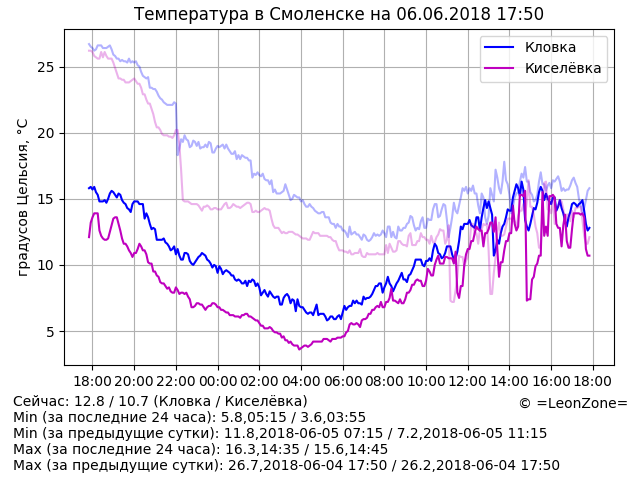 Температура в Смоленске на 06.06.2018 17:50
градусов Цельсия, °C
25
20
15
10
5
Кловка
Киселёвка
18:00 20:00 22:00 00:00 02:00 04:00 06:00 08:00 10:00 12:00 14:00 16:00 18:00
Сейчас: 12.8 / 10.7 (Кловка / Киселёвка)
© =LeonZone=
Min (за последние 24 часа): 5.8,05:15 / 3.6,03:55
Min (за предыдущие сутки): 11.8,2018-06-05 07:15 / 7.2,2018-06-05 11:15
Max (за последние 24 часа): 16.3,14:35 / 15.6,14:45
Max (за предыдущие сутки): 26.7,2018-06-04 17:50 / 26.2,2018-06-04 17:50